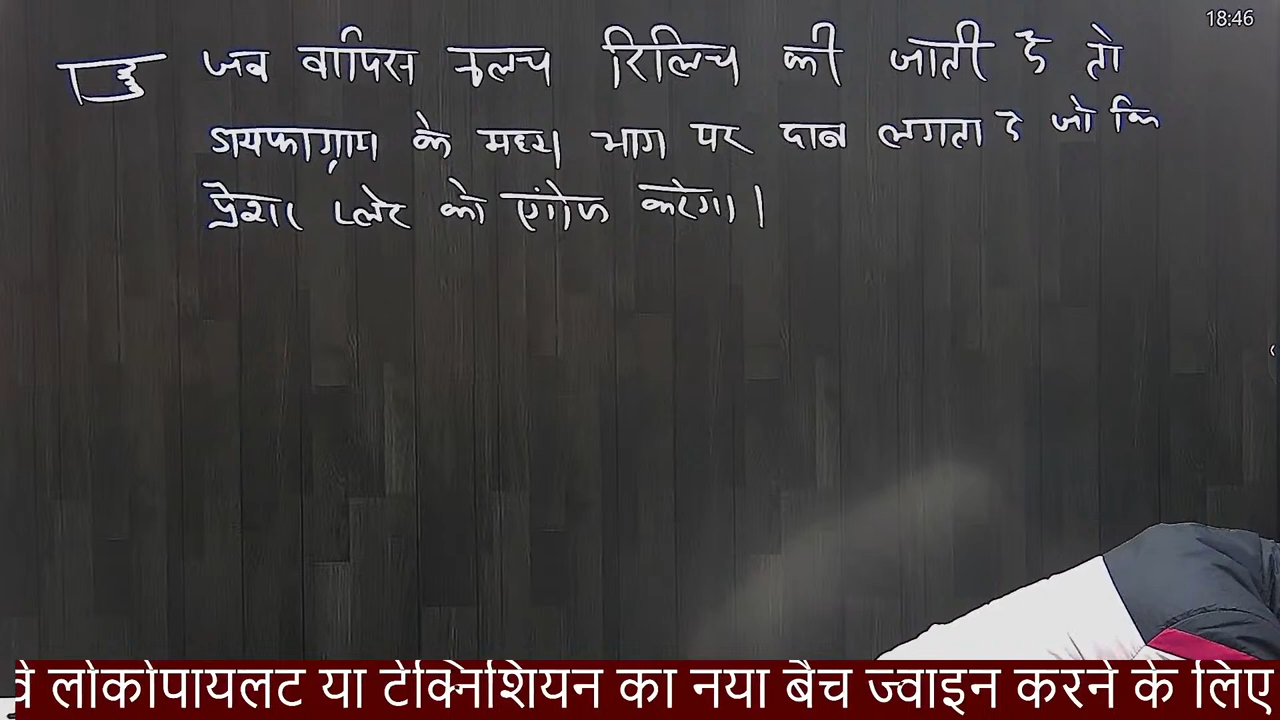 18:46
जब वापिस क्लच रिलिच की जाती है तो
डायफाग्राम के मध्य भाग पर दाब लगता है जो कि
प्रेशर प्लेट को एंगेज करेगा।
वे लोकोपायलट या टेक्निशियन का नया बैच ज्वाइन करने के लिए